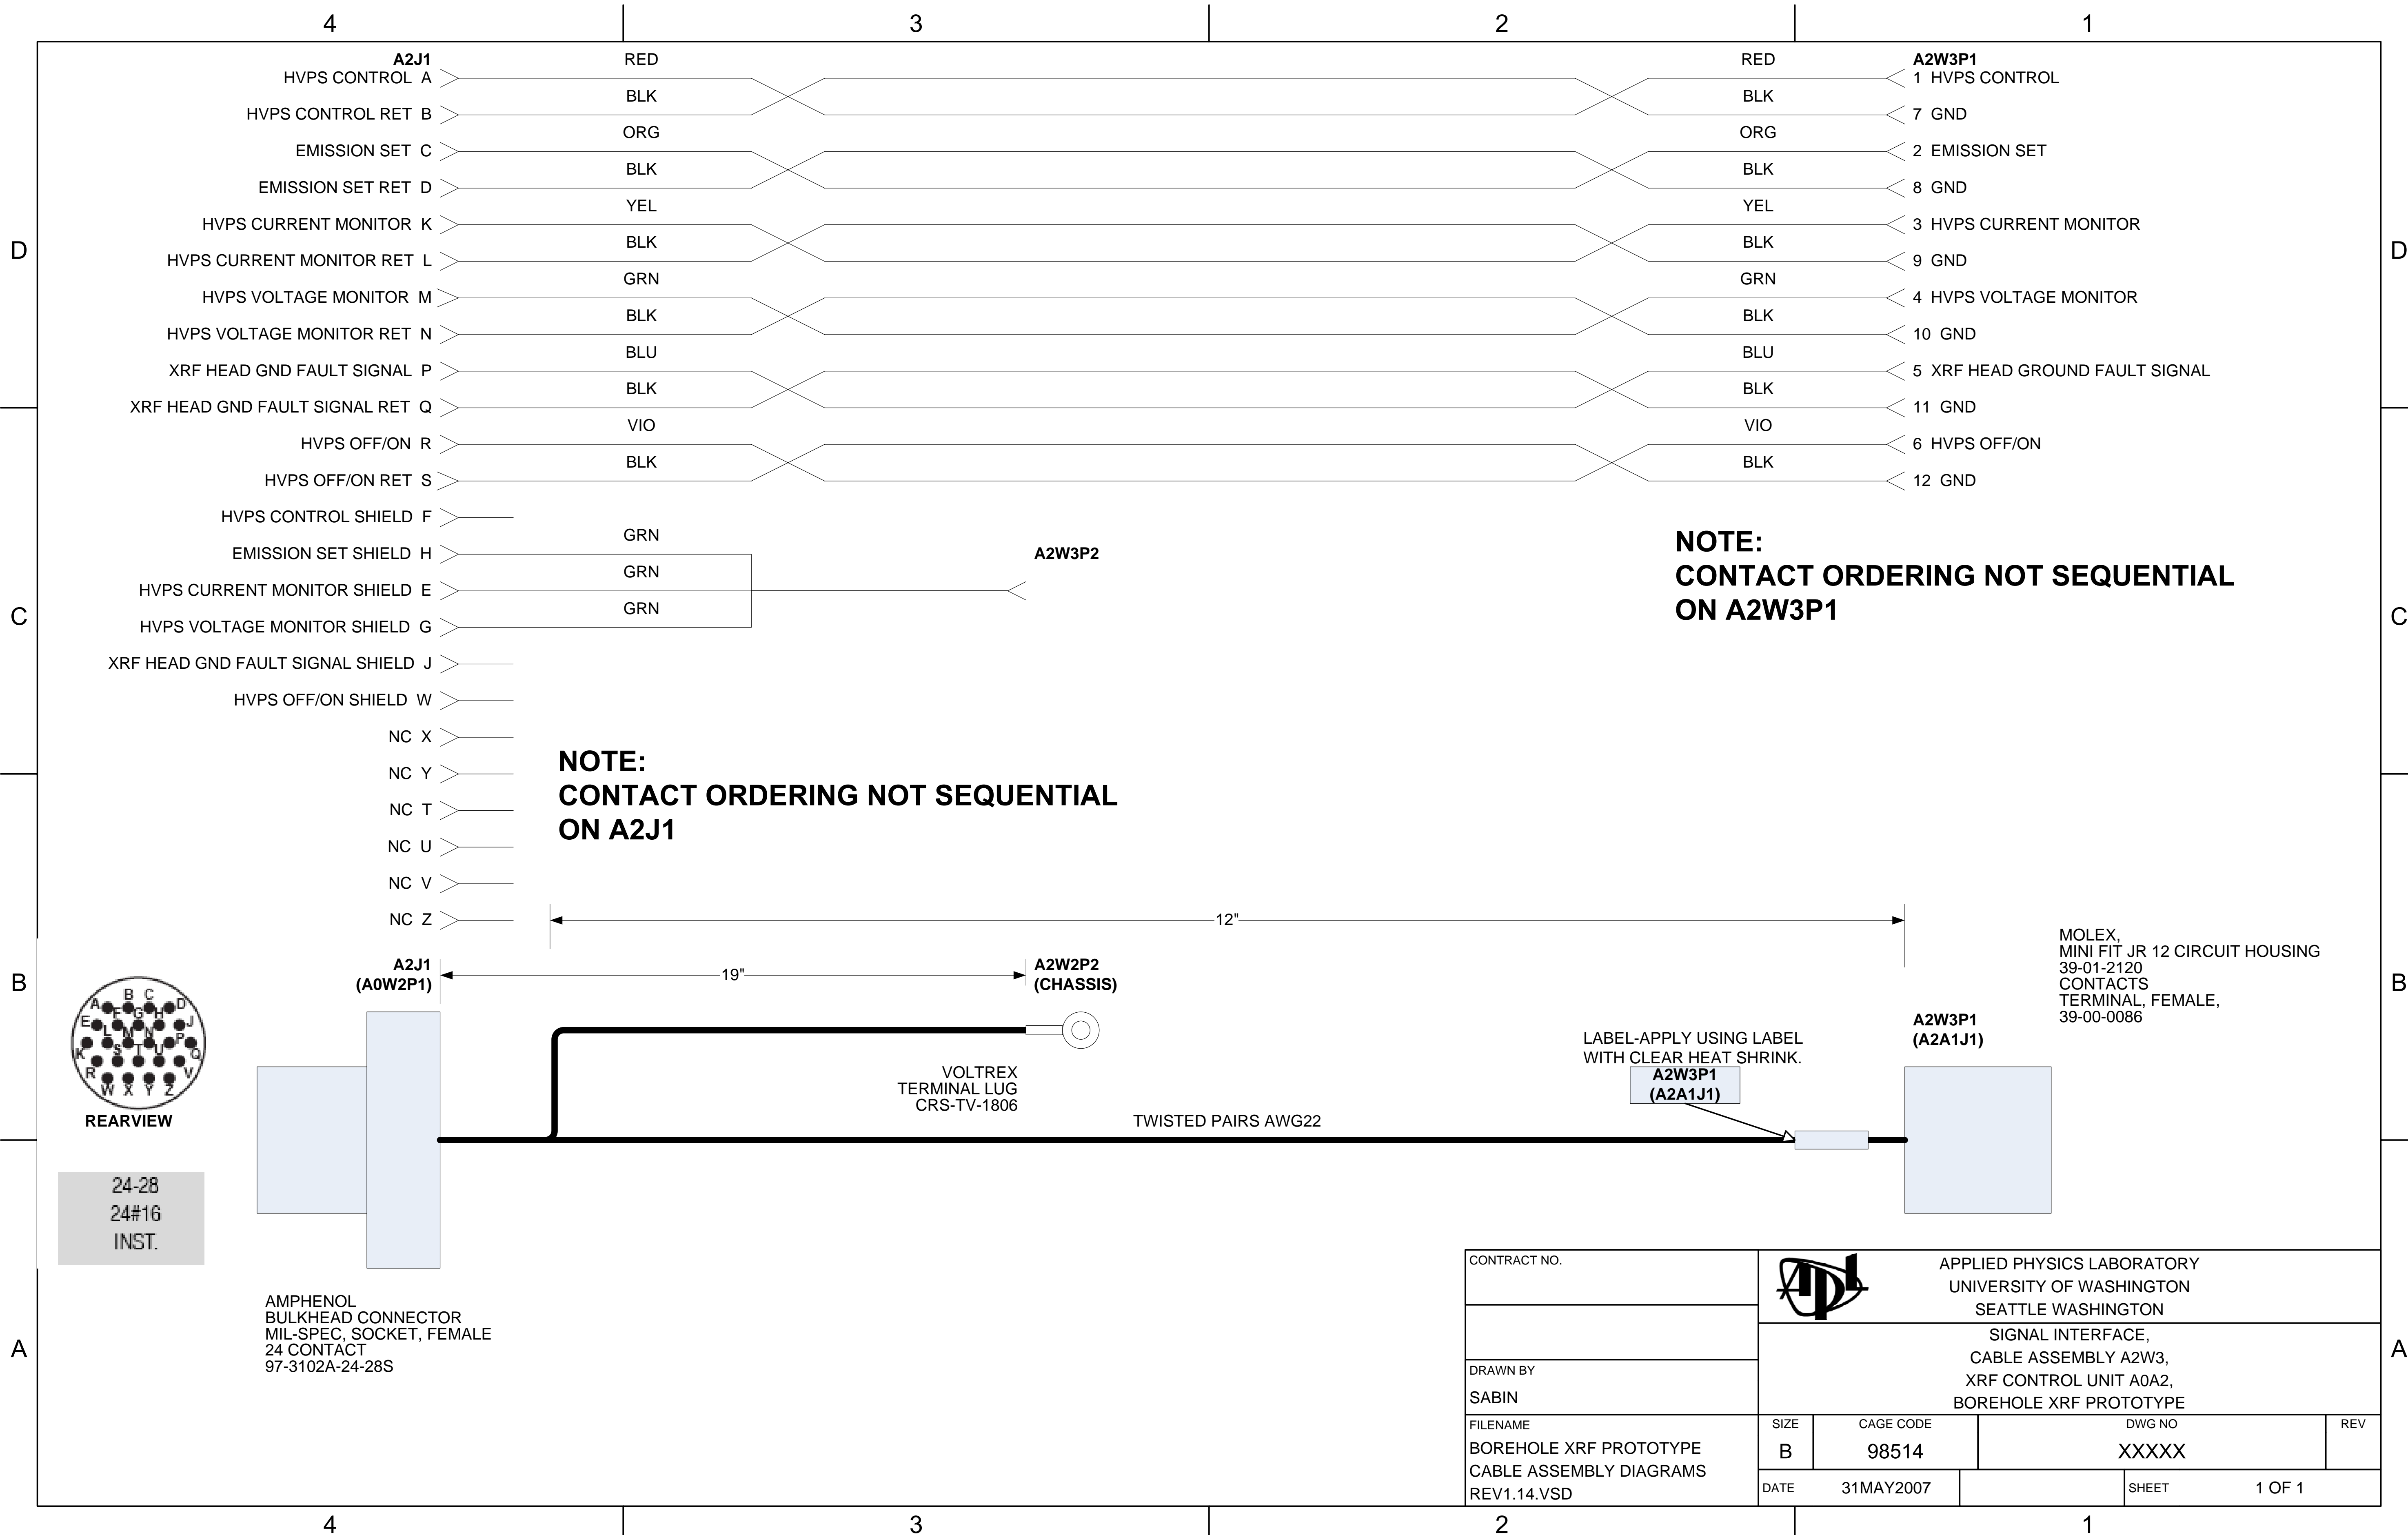 4 3 2 1
A2J1 RED RED A2W3P1
HVPS CONTROL A 1 HVPS CONTROL
BLK BLK
HVPS CONTROL RET B 7 GND
ORG ORG
EMISSION SET C 2 EMISSION SET
BLK BLK
EMISSION SET RET D 8 GND
YEL YEL
HVPS CURRENT MONITOR K 3 HVPS CURRENT MONITOR
BLK BLK
D D
HVPS CURRENT MONITOR RET L 9 GND
GRN GRN
HVPS VOLTAGE MONITOR M 4 HVPS VOLTAGE MONITOR
BLK BLK
HVPS VOLTAGE MONITOR RET N 10 GND
BLU BLU
XRF HEAD GND FAULT SIGNAL P 5 XRF HEAD GROUND FAULT SIGNAL
BLK BLK
XRF HEAD GND FAULT SIGNAL RET Q 11 GND
VIO VIO
HVPS OFF/ON R 6 HVPS OFF/ON
BLK BLK
HVPS OFF/ON RET S 12 GND
HVPS CONTROL SHIELD F
GRN
EMISSION SET SHIELD H A2W3P2
GRN
HVPS CURRENT MONITOR SHIELD E
GRN
HVPS VOLTAGE MONITOR SHIELD G
C C
NOTE:
CONTACT ORDERING NOT SEQUENTIAL
ON A2W3P1
XRF HEAD GND FAULT SIGNAL SHIELD J
HVPS OFF/ON SHIELD W
NC X
NC Y
NC T
NC U
NC V
NC Z
NOTE:
CONTACT ORDERING NOT SEQUENTIAL
ON A2J1
12"
B B
A2J1
(A0W2P1)
19"
A2W2P2
(CHASSIS)
MOLEX,
MINI FIT JR 12 CIRCUIT HOUSING
39-01-2120
CONTACTS
TERMINAL, FEMALE,
39-00-0086
A B C D
E F G H J
K L M N P Q
R S T U V
W X Y Z
REARVIEW
VOLTREX
TERMINAL LUG
CRS-TV-1806
TWISTED PAIRS AWG22
LABEL-APPLY USING LABEL
WITH CLEAR HEAT SHRINK.
A2W3P1
(A2A1J1)
A2W3P1
(A2A1J1)
24-28
24#16
INST.
AMPHENOL
BULKHEAD CONNECTOR
MIL-SPEC, SOCKET, FEMALE
24 CONTACT
97-3102A-24-28S
A A
CONTRACT NO.
APL
APPLIED PHYSICS LABORATORY
UNIVERSITY OF WASHINGTON
SEATTLE WASHINGTON
SIGNAL INTERFACE,
CABLE ASSEMBLY A2W3,
XRF CONTROL UNIT A0A2,
BOREHOLE XRF PROTOTYPE
DRAWN BY
SABIN
FILENAME
BOREHOLE XRF PROTOTYPE
CABLE ASSEMBLY DIAGRAMS
REV1.14.VSD
SIZE CAGE CODE DWG NO REV
B 98514 XXXXX
DATE 31MAY2007 SHEET 1 OF 1
4 3 2 1